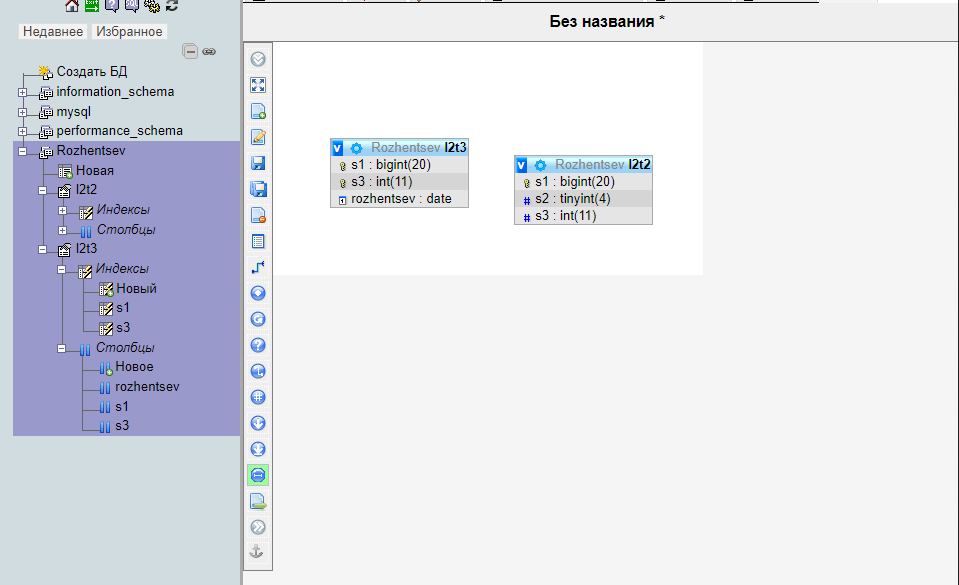 Недавнее Избранное
Создать БД
information_schema
mysql
performance_schema
Rozhentsev
Новая
l2t2
Индексы
Столбцы
l2t3
Индексы
Новый
s1
s3
Столбцы
Новое
rozhentsev
s1
s3
Без названия *
V Rozhentsev l2t3
s1 : bigint(20)
s3 : int(11)
rozhentsev : date
V Rozhentsev l2t2
s1 : bigint(20)
# s2 : tinyint(4)
# s3 : int(11)